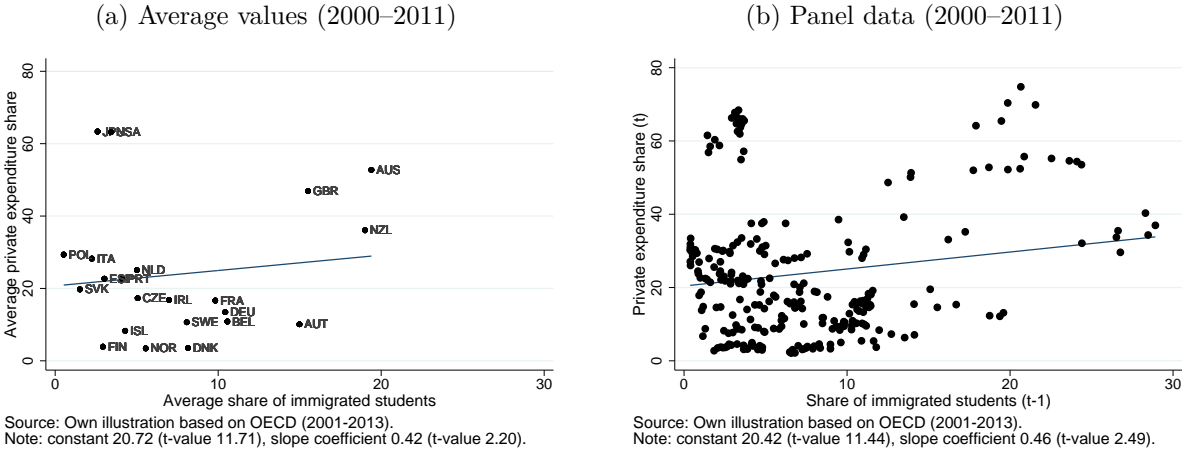 (a) Average values (2000–2011)
Average private expenditure share
80
60
40
20
0
JPN
USA
AUS
GBR
NZL
POL
ITA
NLD
ESP
PRT
SVK
CZE
IRL
FRA
DEU
SWE
BEL
AUT
ISL
FIN
NOR
DNK
0 10 20 30
Average share of immigrated students
Source: Own illustration based on OECD (2001-2013).
Note: constant 20.72 (t-value 11.71), slope coefficient 0.42 (t-value 2.20).
(b) Panel data (2000–2011)
Private expenditure share (t)
80
60
40
20
0
0 10 20 30
Share of immigrated students (t-1)
Source: Own illustration based on OECD (2001-2013).
Note: constant 20.42 (t-value 11.44), slope coefficient 0.46 (t-value 2.49).